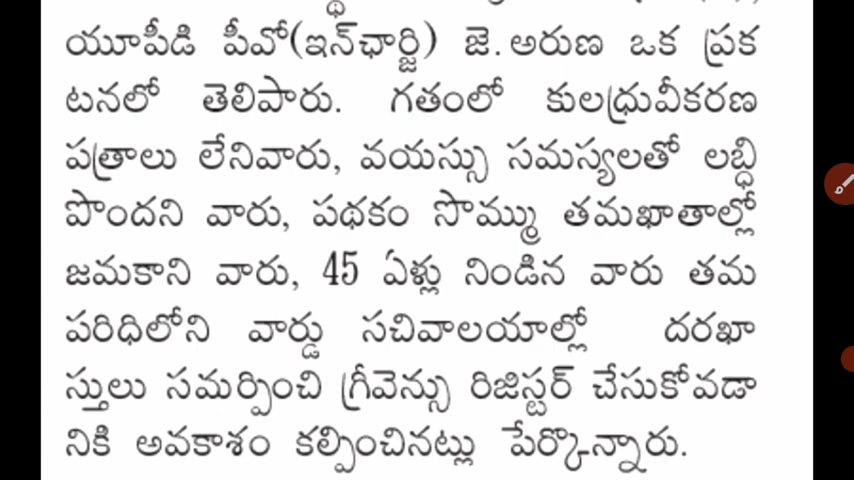 యూపీడి పీవో(ఇన్‌ఛార్జి) జె.అరుణ ఒక ప్రక
టనలో తెలిపారు. గతంలో కులధ్రువీకరణ
పత్రాలు లేనివారు, వయస్సు సమస్యలతో లబ్ధి
పొందని వారు, పథకం సొమ్ము తమఖాతాల్లో
జమకాని వారు, 45 ఏళ్లు నిండిన వారు తమ
పరిధిలోని వార్డు సచివాలయాల్లో దరఖా
స్తులు సమర్పించి గ్రీవెన్సు రిజిస్టర్ చేసుకోవడా
నికి అవకాశం కల్పించినట్లు పేర్కొన్నారు.